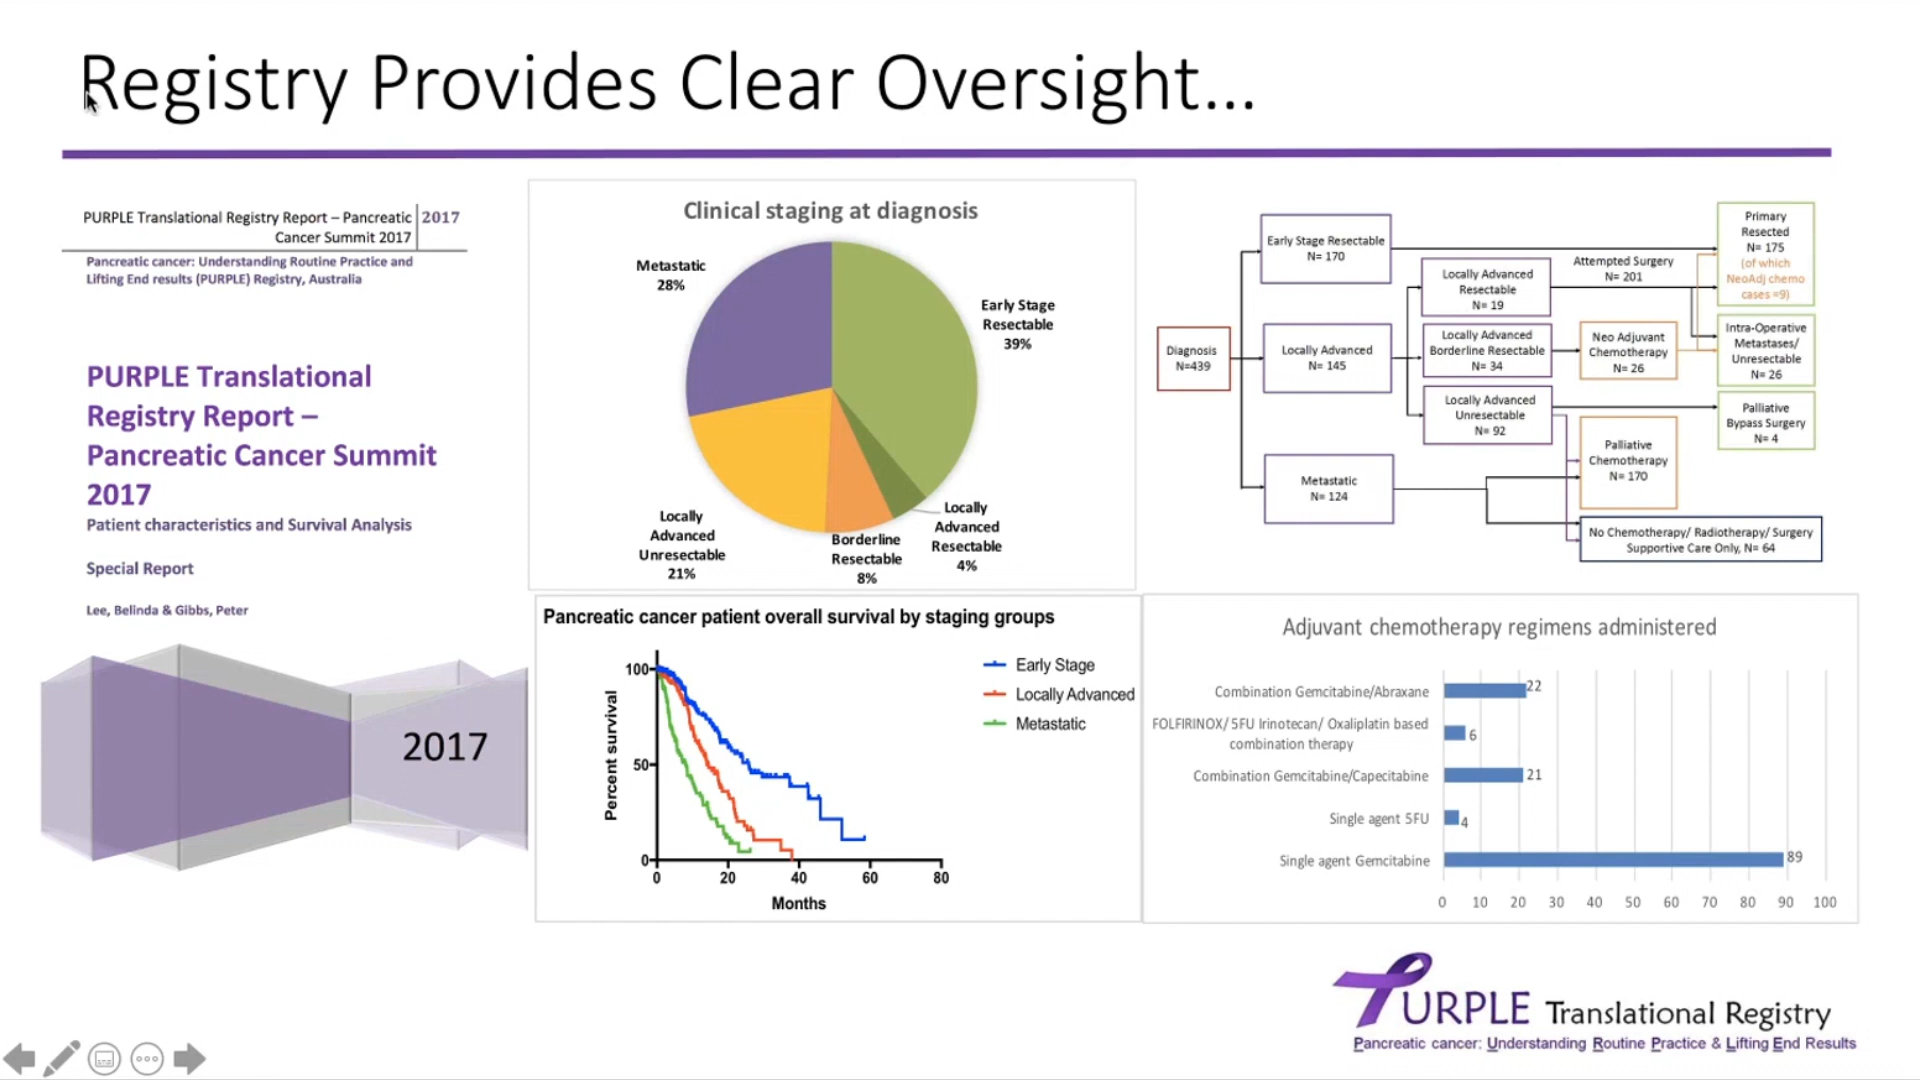 Registry Provides Clear Oversight...
PURPLE Translational Registry Report – Pancreatic
Cancer Summit 2017
2017
Pancreatic cancer: Understanding Routine Practice and
Lifting End results (PURPLE) Registry, Australia
PURPLE Translational
Registry Report –
Pancreatic Cancer Summit
2017
Patient characteristics and Survival Analysis
Special Report
Lee, Belinda & Gibbs, Peter
2017
Clinical staging at diagnosis
Metastatic
28%
Early Stage
Resectable
39%
Locally
Advanced
Unresectable
21%
Borderline
Resectable
8%
Locally
Advanced
Resectable
4%
Diagnosis
N=439
Early Stage Resectable
N= 170
Locally Advanced
N= 145
Metastatic
N= 124
Locally Advanced
Resectable
N= 19
Locally Advanced
Borderline Resectable
N= 34
Locally Advanced
Unresectable
N= 92
Attempted Surgery
N= 201
Neo Adjuvant
Chemotherapy
N= 26
Palliative
Chemotherapy
N= 170
Primary
Resected
N= 175
(of which
NeoAdj chemo
cases =9)
Intra-Operative
Metastases/
Unresectable
N= 26
Palliative
Bypass Surgery
N= 4
No Chemotherapy/ Radiotherapy/ Surgery
Supportive Care Only, N= 64
Pancreatic cancer patient overall survival by staging groups
Percent survival
100
50
0
0 20 40 60 80
Months
Early Stage
Locally Advanced
Metastatic
Adjuvant chemotherapy regimens administered
Combination Gemcitabine/Abraxane
22
FOLFIRINOX/ 5FU Irinotecan/ Oxaliplatin based
combination therapy
6
Combination Gemcitabine/Capecitabine
21
Single agent 5FU
4
Single agent Gemcitabine
89
0 10 20 30 40 50 60 70 80 90 100
PURPLE Translational Registry
Pancreatic cancer: Understanding Routine Practice & Lifting End Results